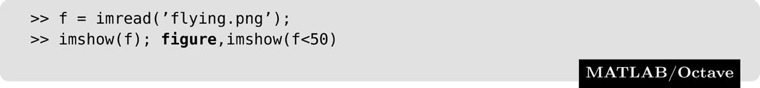 >> f = imread(’flying.png’);
>> imshow(f); figure,imshow(f<50)
MATLAB/Octave